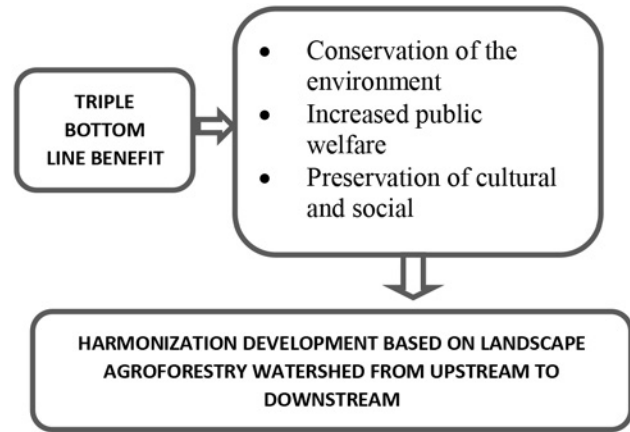 TRIPLE
BOTTOM
LINE BENEFIT
• Conservation of the
environment
• Increased public
welfare
• Preservation of cultural
and social
HARMONIZATION DEVELOPMENT BASED ON LANDSCAPE
AGROFORESTRY WATERSHED FROM UPSTREAM TO
DOWNSTREAM